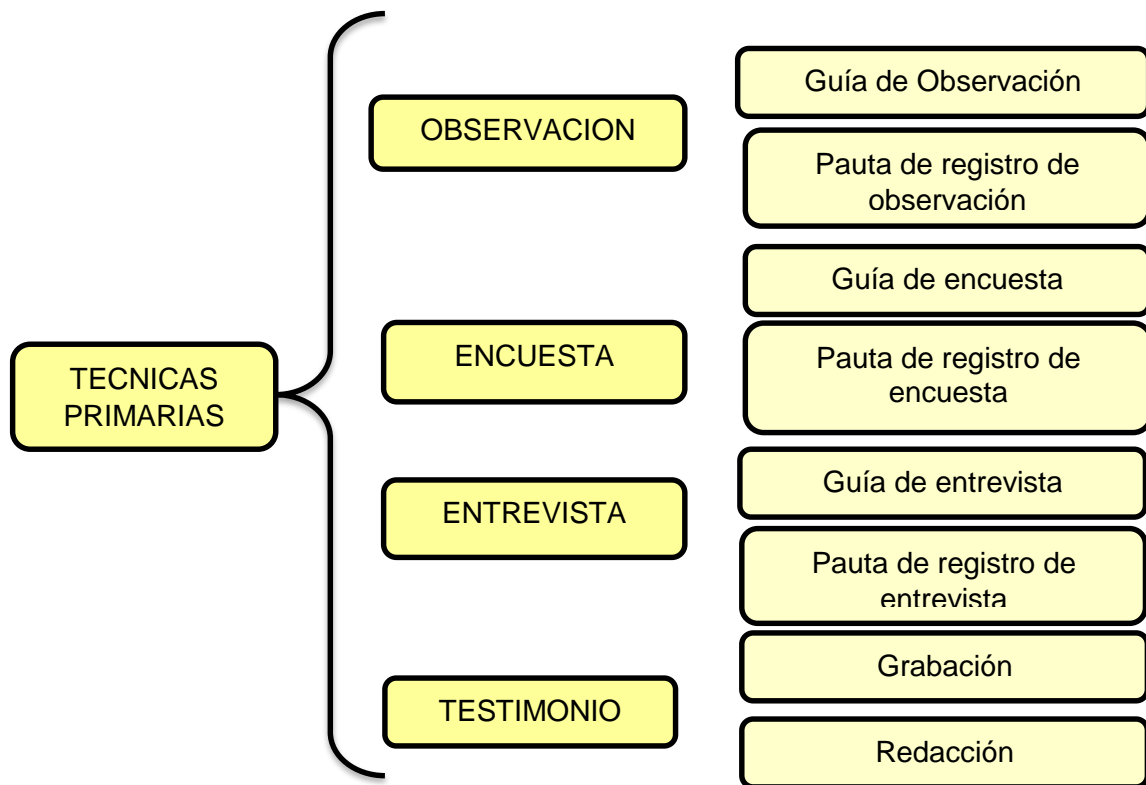 TECNICAS
PRIMARIAS
OBSERVACION
Guía de Observación
Pauta de registro de
observación
ENCUESTA
Guía de encuesta
Pauta de registro de
encuesta
ENTREVISTA
Guía de entrevista
Pauta de registro de
entrevista
TESTIMONIO
Grabación
Redacción